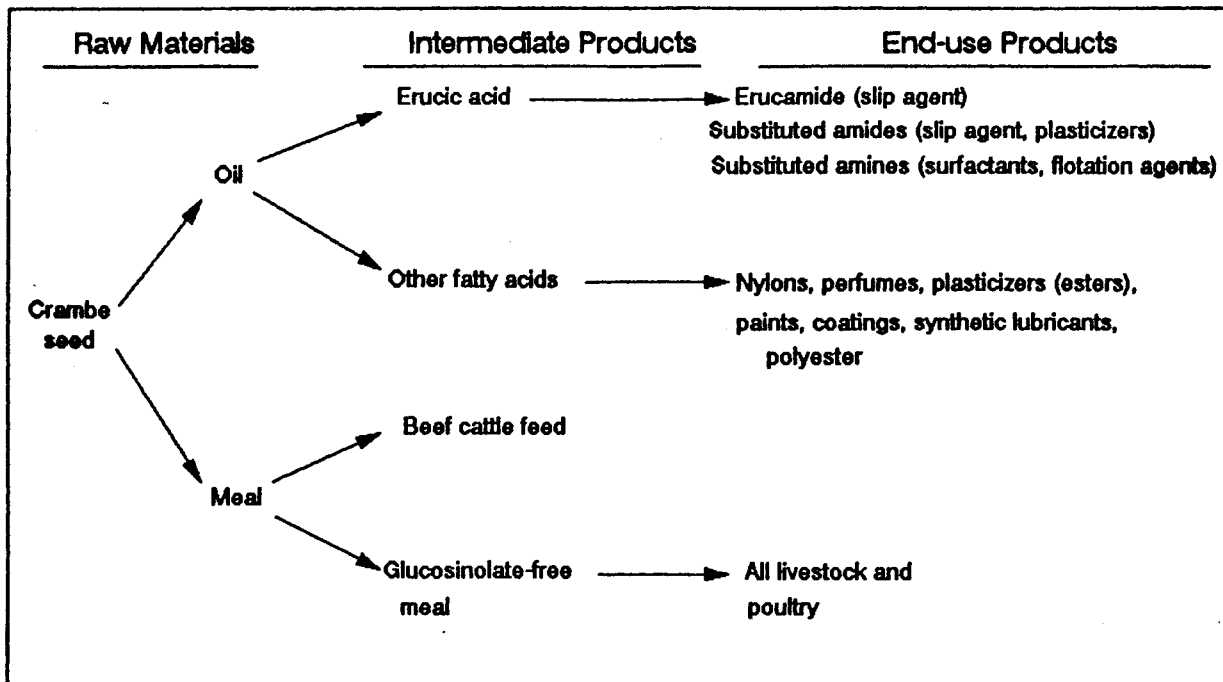 Raw Materials
Intermediate Products
End-use Products
Erucic acid
Erucamide (slip agent)
Substituted amides (slip agent, plasticizers)
Substituted amines (surfactants, flotation agents)
Oil
Other fatty acids
Nylons, perfumes, plasticizers (esters),
paints, coatings, synthetic lubricants,
polyester
Crambe
seed
Beef cattle feed
Meal
Glucosinolate-free
meal
All livestock and
poultry